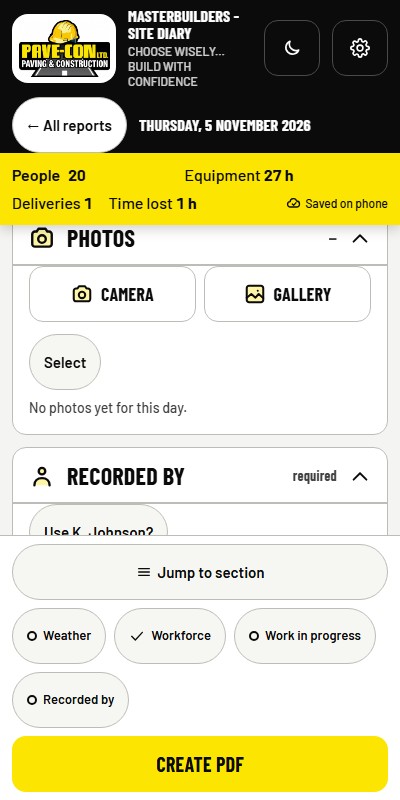 PAVE-CON LTD.
PAVING & CONSTRUCTION
MASTERBUILDERS -
SITE DIARY
CHOOSE WISELY...
BUILD WITH
CONFIDENCE
← All reports
THURSDAY, 5 NOVEMBER 2026
People 20
Equipment 27 h
Deliveries 1
Time lost 1 h
Saved on phone
PHOTOS
–
CAMERA
GALLERY
Select
No photos yet for this day.
RECORDED BY
required
Use K. Johnson?
Jump to section
Weather
Workforce
Work in progress
Recorded by
CREATE PDF